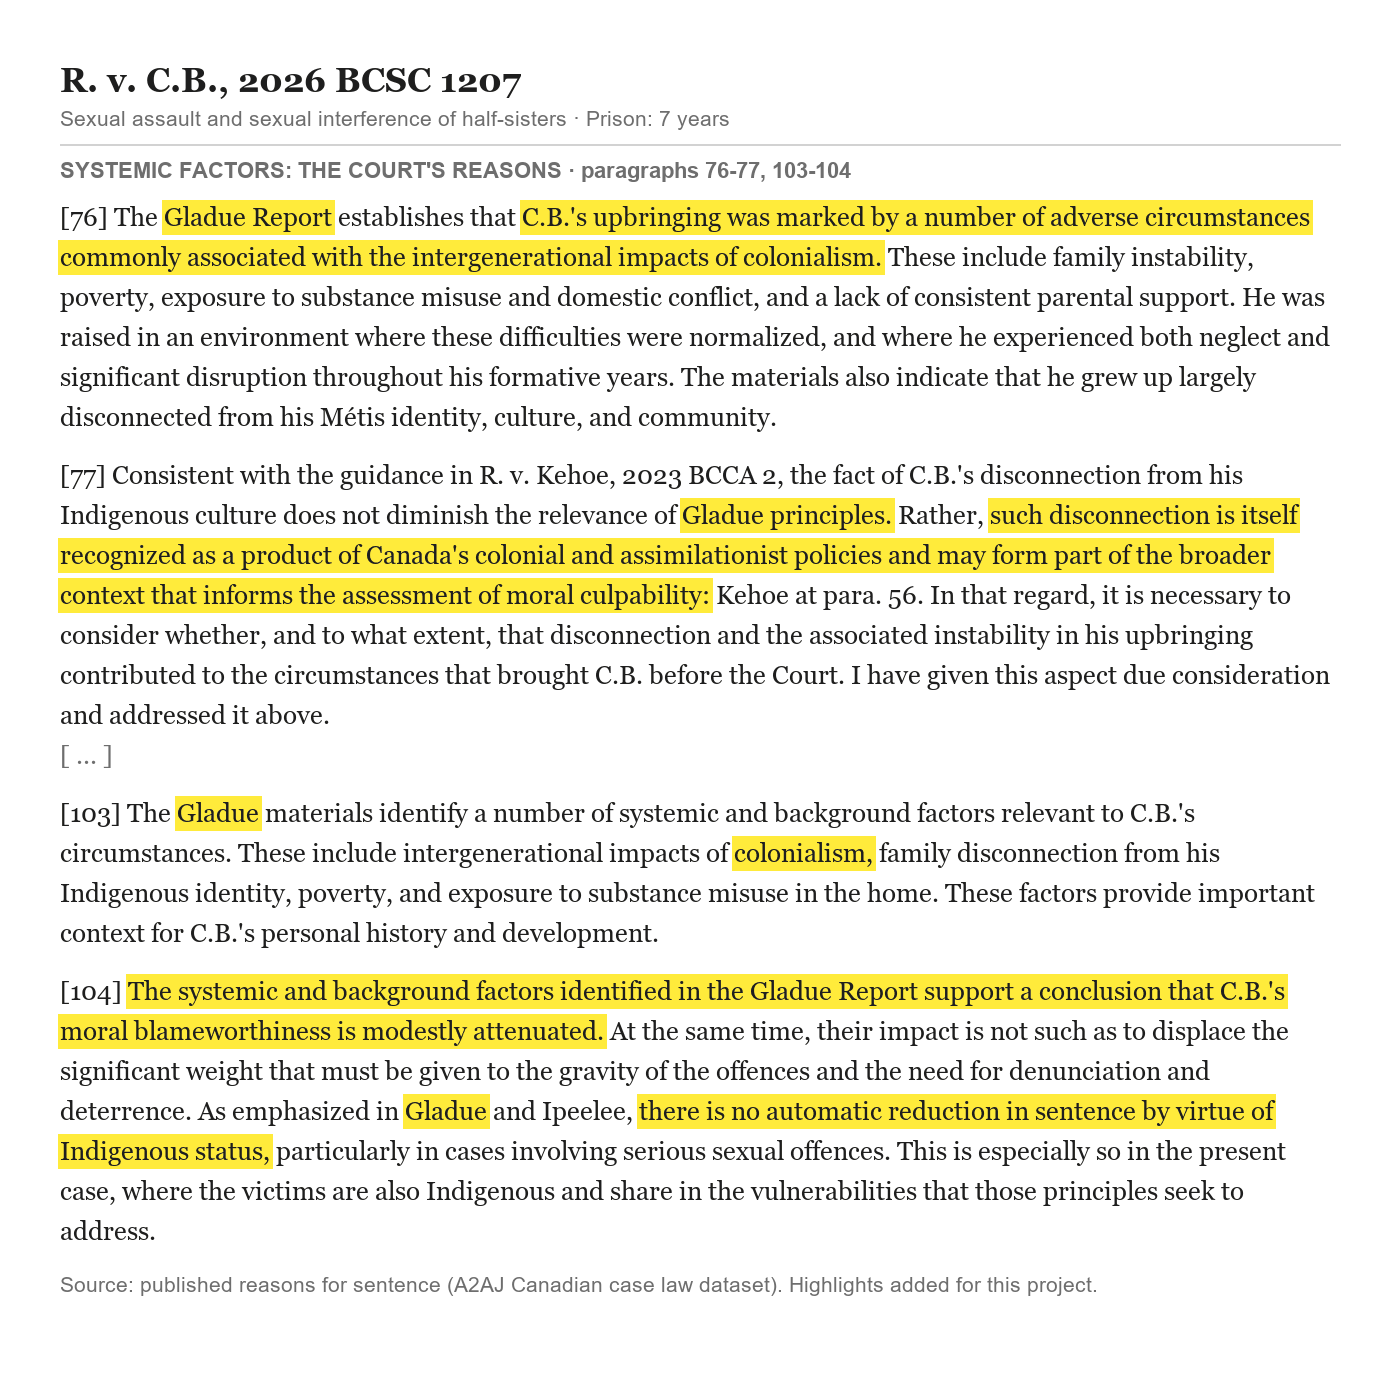 R. v. C.B., 2026 BCSC 1207
Sexual assault and sexual interference of half-sisters · Prison: 7 years
SYSTEMIC FACTORS: THE COURT'S REASONS · paragraphs 76-77, 103-104
[76] The Gladue Report establishes that C.B.'s upbringing was marked by a number of adverse circumstances
commonly associated with the intergenerational impacts of colonialism. These include family instability,
poverty, exposure to substance misuse and domestic conflict, and a lack of consistent parental support. He was
raised in an environment where these difficulties were normalized, and where he experienced both neglect and
significant disruption throughout his formative years. The materials also indicate that he grew up largely
disconnected from his Métis identity, culture, and community.
[77] Consistent with the guidance in R. v. Kehoe, 2023 BCCA 2, the fact of C.B.'s disconnection from his
Indigenous culture does not diminish the relevance of Gladue principles. Rather, such disconnection is itself
recognized as a product of Canada's colonial and assimilationist policies and may form part of the broader
context that informs the assessment of moral culpability: Kehoe at para. 56. In that regard, it is necessary to
consider whether, and to what extent, that disconnection and the associated instability in his upbringing
contributed to the circumstances that brought C.B. before the Court. I have given this aspect due consideration
and addressed it above.
[ ... ]
[103] The Gladue materials identify a number of systemic and background factors relevant to C.B.'s
circumstances. These include intergenerational impacts of colonialism, family disconnection from his
Indigenous identity, poverty, and exposure to substance misuse in the home. These factors provide important
context for C.B.'s personal history and development.
[104] The systemic and background factors identified in the Gladue Report support a conclusion that C.B.'s
moral blameworthiness is modestly attenuated. At the same time, their impact is not such as to displace the
significant weight that must be given to the gravity of the offences and the need for denunciation and
deterrence. As emphasized in Gladue and Ipeelee, there is no automatic reduction in sentence by virtue of
Indigenous status, particularly in cases involving serious sexual offences. This is especially so in the present
case, where the victims are also Indigenous and share in the vulnerabilities that those principles seek to
address.
Source: published reasons for sentence (A2AJ Canadian case law dataset). Highlights added for this project.